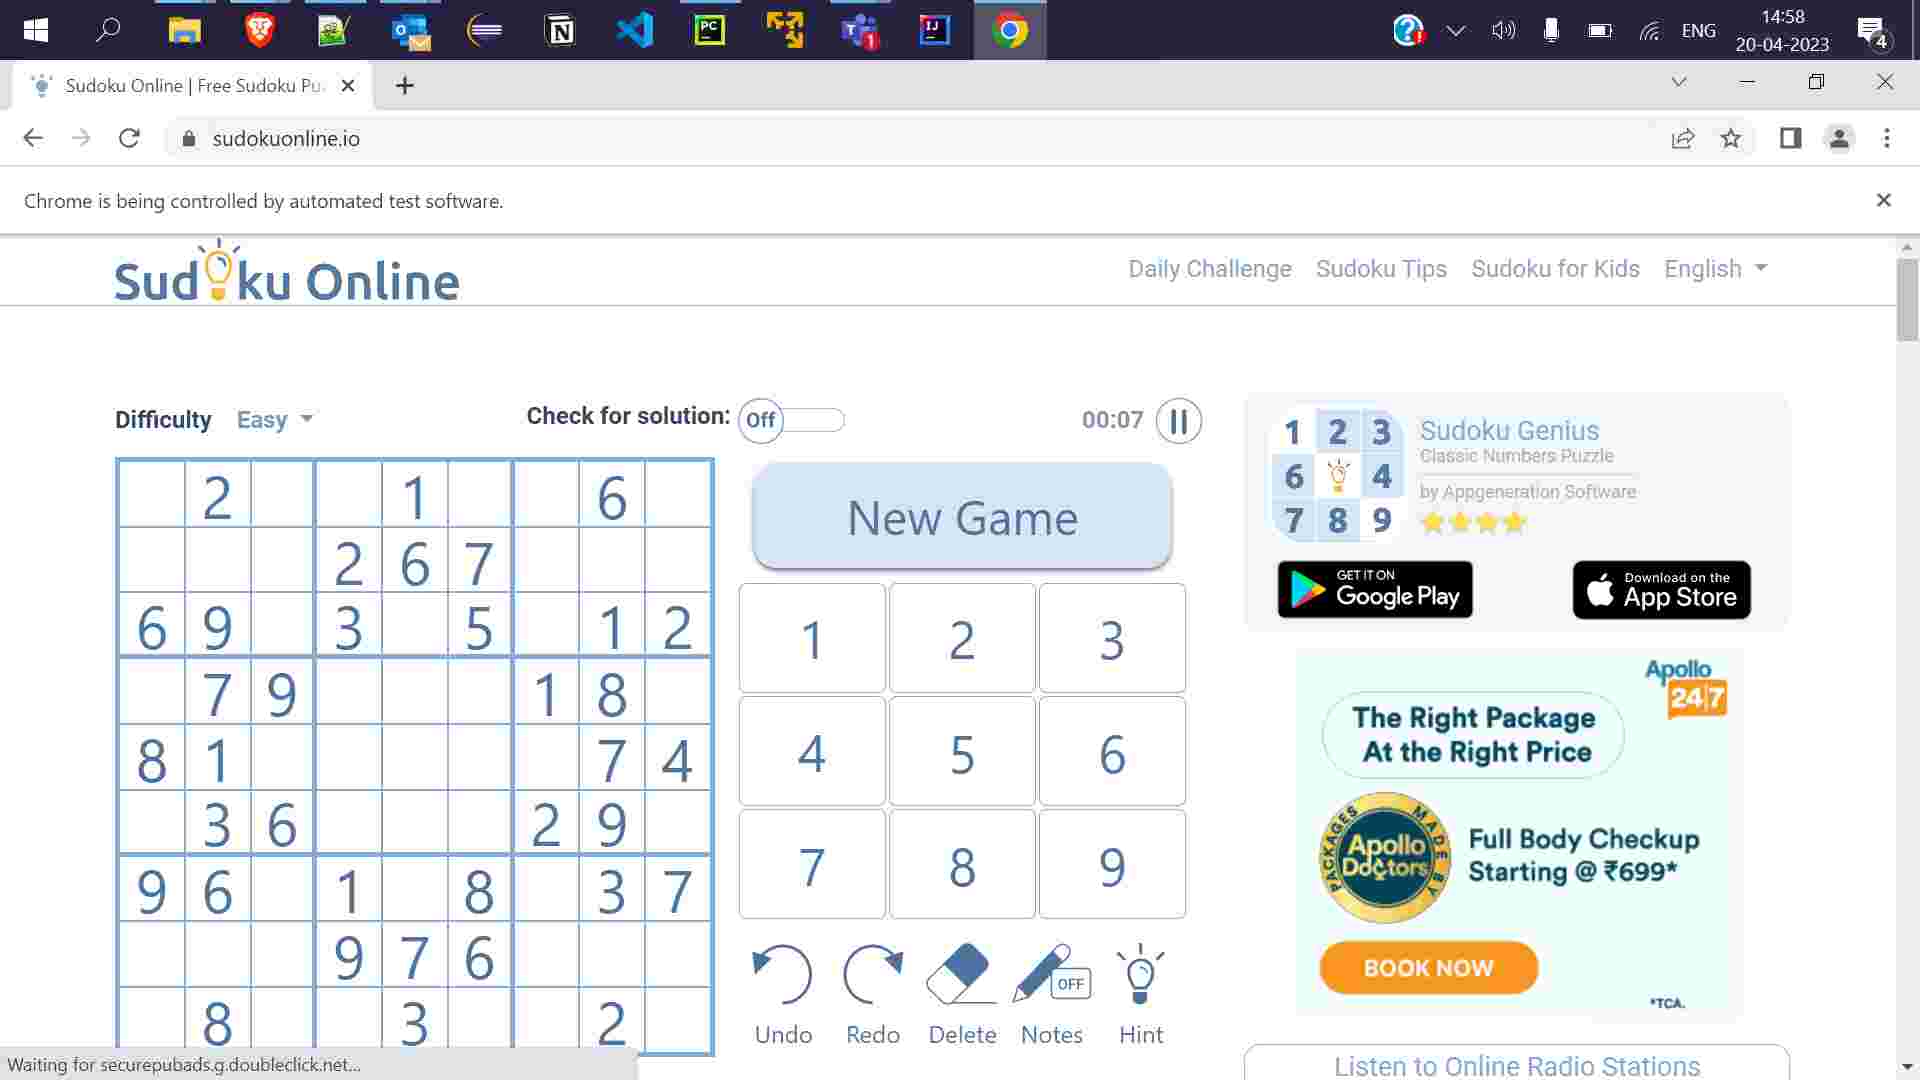 PC
IJ
1
ENG
14:58
20-04-2023
4
Sudoku Online | Free Sudoku Pu
sudokuonline.io
Chrome is being controlled by automated test software.
Sudoku Online
Daily Challenge Sudoku Tips Sudoku for Kids English
Difficulty Easy Check for solution: Off 00:07
2 1 6
2 6 7
6 9 3 5 1 2
7 9 1 8
8 1 7 4
3 6 2 9
9 6 1 8 3 7
9 7 6
8 3 2
New Game
1 2 3
4 5 6
7 8 9
OFF
Undo Redo Delete Notes Hint
1 2 3
6 4
7 8 9
Sudoku Genius
Classic Numbers Puzzle
by Appgeneration Software
GET IT ON
Google Play
Download on the
App Store
Apollo
24|7
The Right Package
At the Right Price
PACKAGES MADE BY
Apollo
Doctors
Full Body Checkup
Starting @ ₹699*
BOOK NOW
*TCA.
Listen to Online Radio Stations
Waiting for securepubads.g.doubleclick.net...